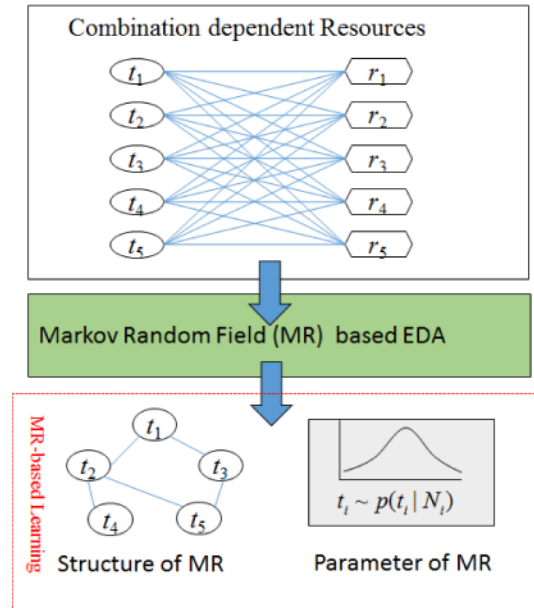 Combination dependent Resources
t1 r1
t2 r2
t3 r3
t4 r4
t5 r5
Markov Random Field (MR) based EDA
MR-based Learning
t1
t2 t3
t4 t5
ti ~ p(ti | Ni)
Structure of MR
Parameter of MR